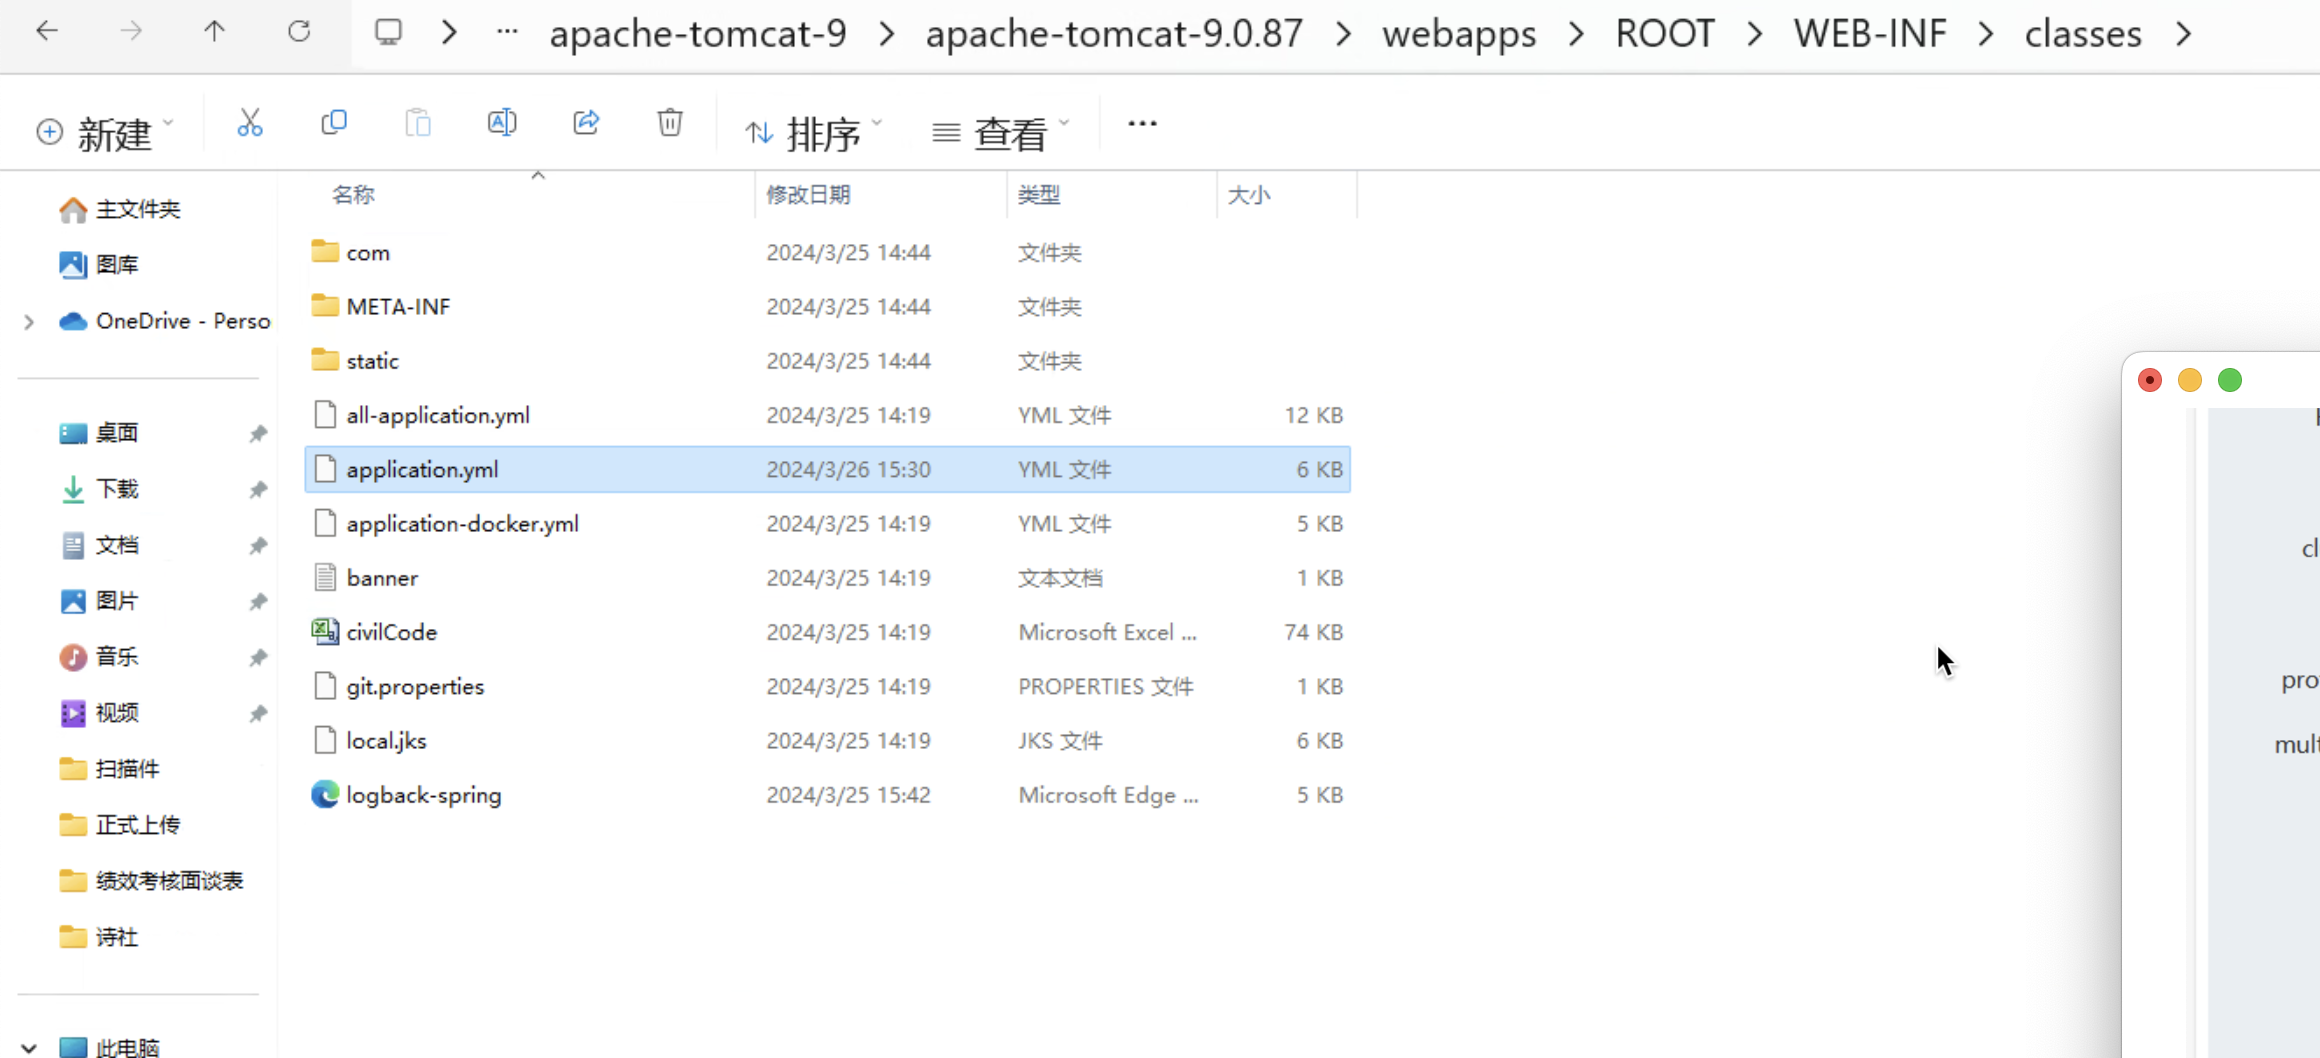 ··· apache-tomcat-9 > apache-tomcat-9.0.87 > webapps > ROOT > WEB-INF > classes >
新建 排序 查看 ···
名称 修改日期 类型 大小
主文件夹
图库
OneDrive - Perso
桌面
下载
文档
图片
音乐
视频
扫描件
正式上传
绩效考核面谈表
诗社
此电脑
com 2024/3/25 14:44 文件夹
META-INF 2024/3/25 14:44 文件夹
static 2024/3/25 14:44 文件夹
all-application.yml 2024/3/25 14:19 YML 文件 12 KB
application.yml 2024/3/26 15:30 YML 文件 6 KB
application-docker.yml 2024/3/25 14:19 YML 文件 5 KB
banner 2024/3/25 14:19 文本文档 1 KB
civilCode 2024/3/25 14:19 Microsoft Excel ... 74 KB
git.properties 2024/3/25 14:19 PROPERTIES 文件 1 KB
local.jks 2024/3/25 14:19 JKS 文件 6 KB
logback-spring 2024/3/25 15:42 Microsoft Edge ... 5 KB
cl
pro
mult